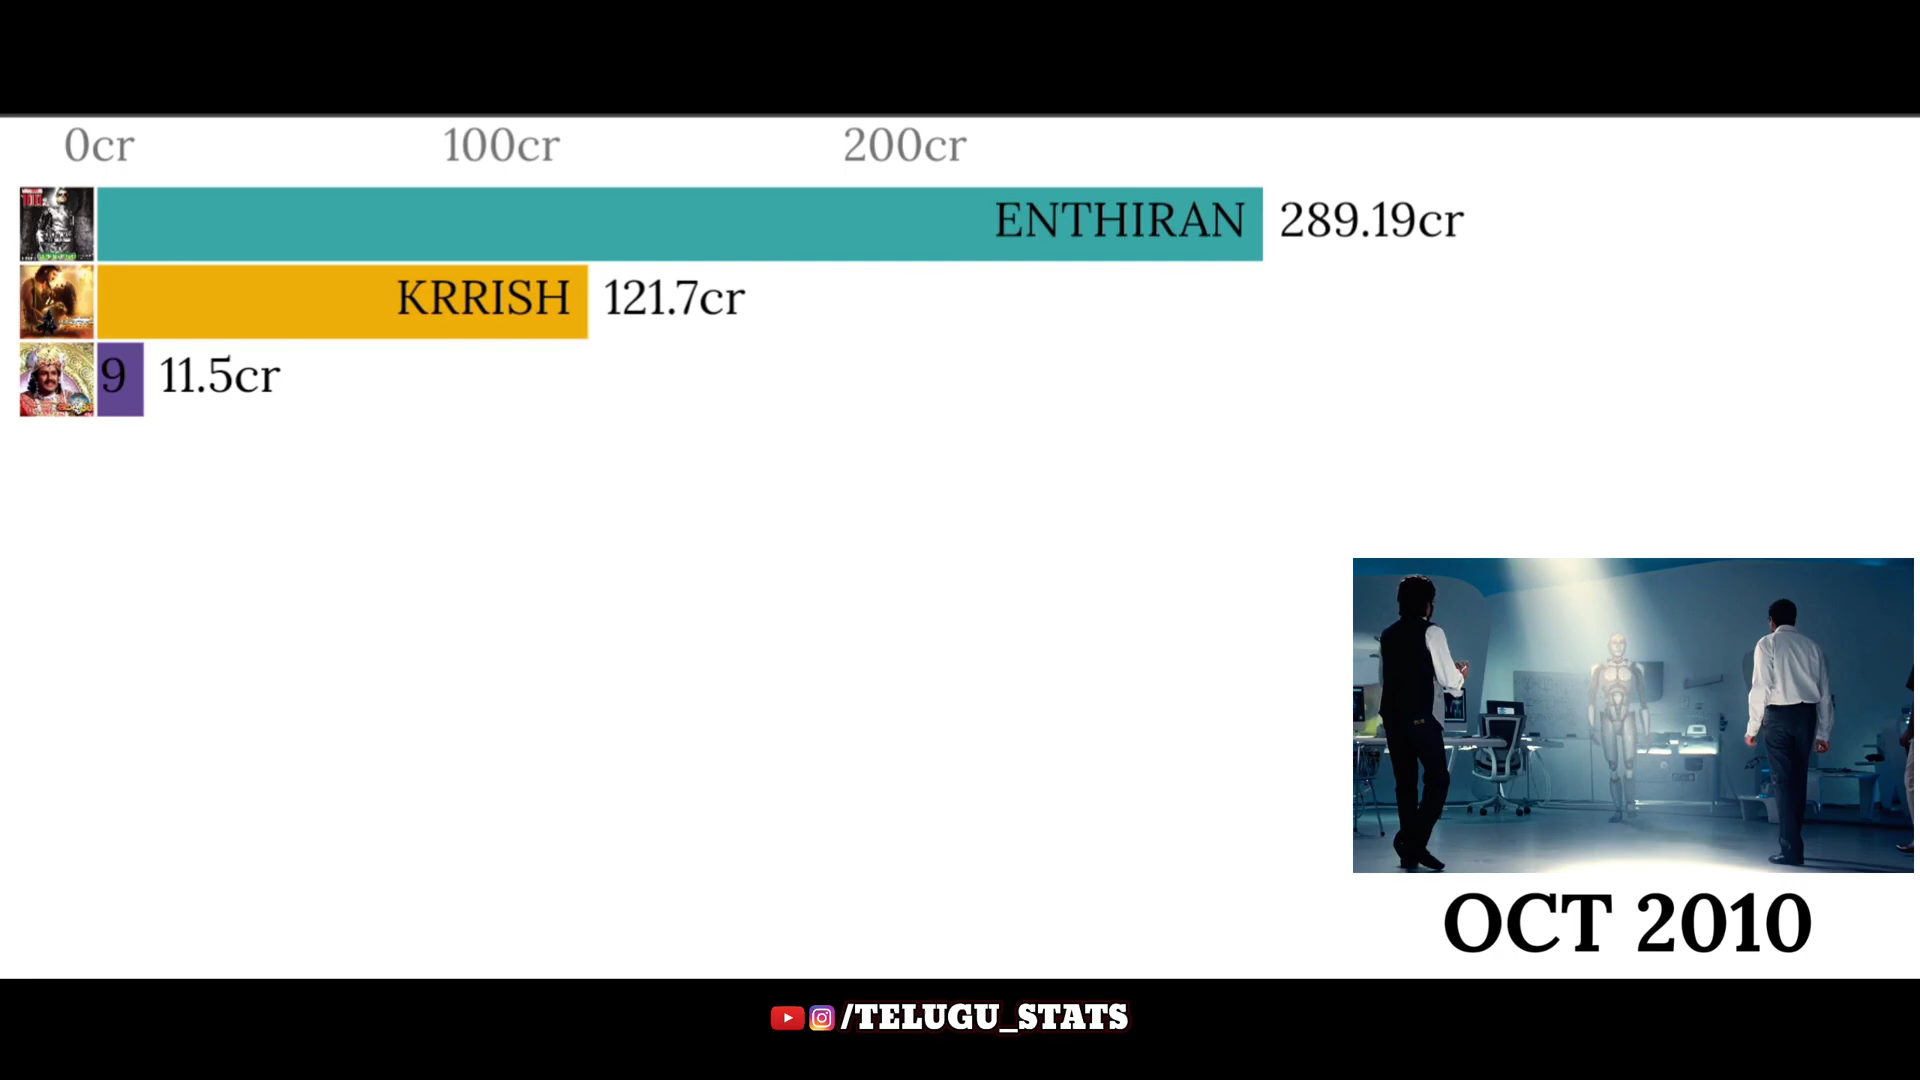 0cr 100cr 200cr
ENTHIRAN 289.19cr
KRRISH 121.7cr
9 11.5cr
OCT 2010
/TELUGU_STATS